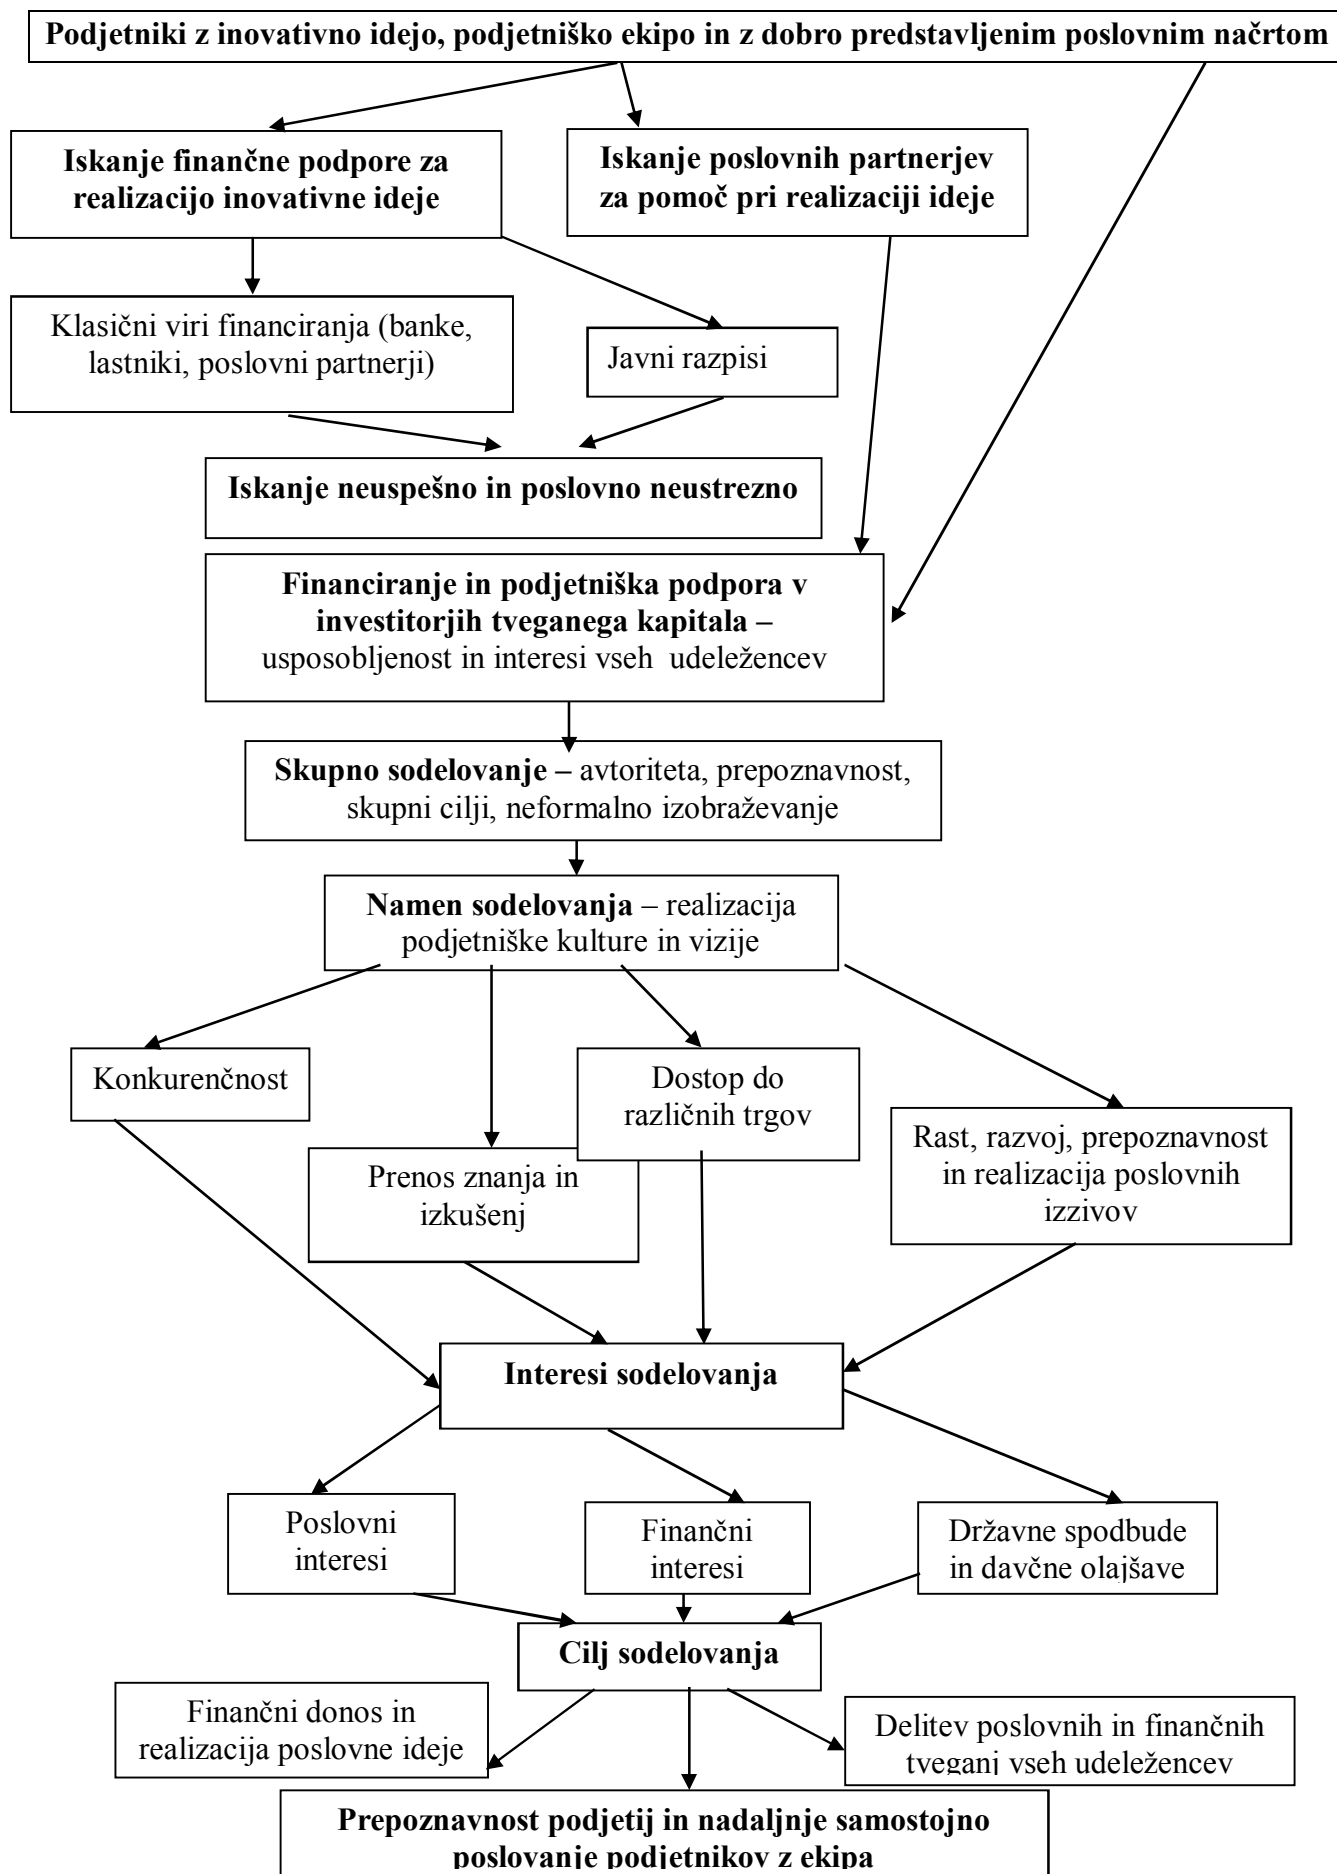 Podjetniki z inovativno idejo, podjetniško ekipo in z dobro predstavljenim poslovnim načrtom
Iskanje finančne podpore za
realizacijo inovativne ideje
Iskanje poslovnih partnerjev
za pomoč pri realizaciji ideje
Klasični viri financiranja (banke,
lastniki, poslovni partnerji)
Javni razpisi
Iskanje neuspešno in poslovno neustrezno
Financiranje in podjetniška podpora v
investitorjih tveganega kapitala –
usposobljenost in interesi vseh udeležencev
Skupno sodelovanje – avtoriteta, prepoznavnost,
skupni cilji, neformalno izobraževanje
Namen sodelovanja – realizacija
podjetniške kulture in vizije
Konkurenčnost
Prenos znanja in
izkušenj
Dostop do
različnih trgov
Rast, razvoj, prepoznavnost
in realizacija poslovnih
izzivov
Interesi sodelovanja
Poslovni
interesi
Finančni
interesi
Državne spodbude
in davčne olajšave
Cilj sodelovanja
Finančni donos in
realizacija poslovne ideje
Delitev poslovnih in finančnih
tveganj vseh udeležencev
Prepoznavnost podjetij in nadaljnje samostojno
poslovanje podjetnikov z ekipa